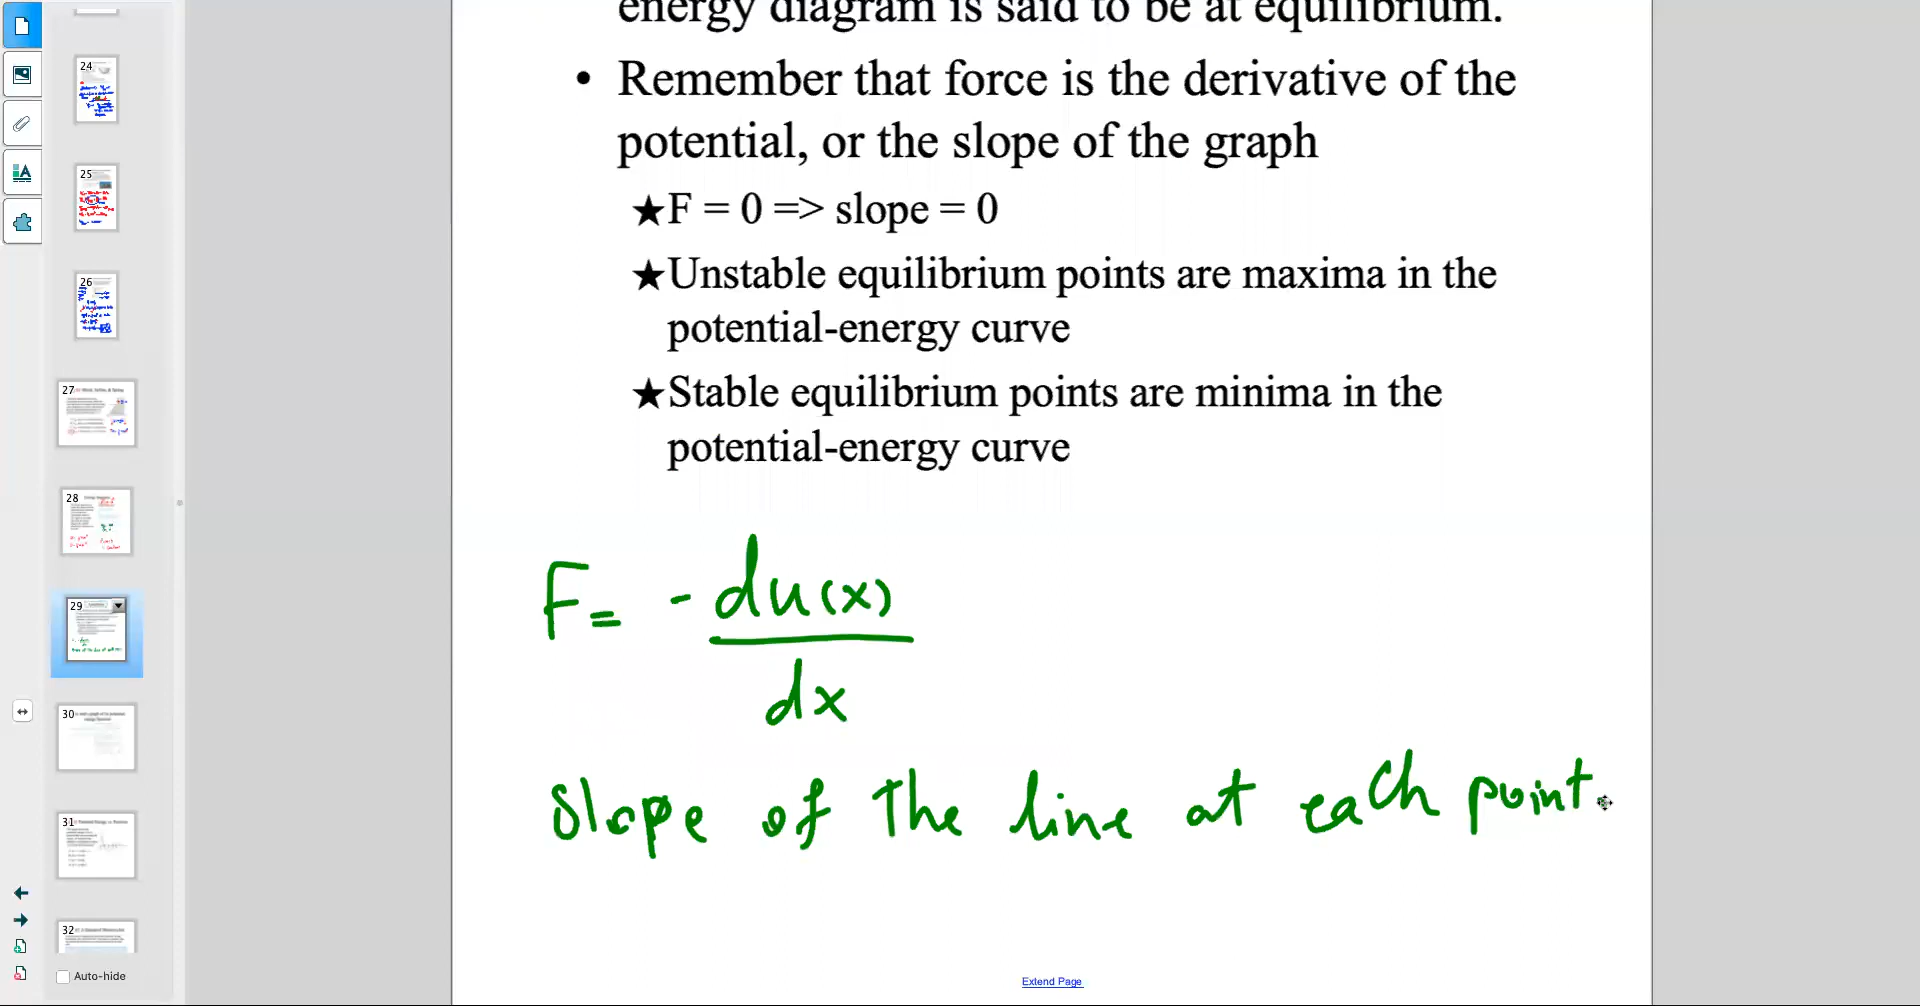 24
25
26
27
28
29
30
31
32
Auto-hide
energy diagram is said to be at equilibrium.
• Remember that force is the derivative of the
potential, or the slope of the graph
★F = 0 => slope = 0
★Unstable equilibrium points are maxima in the
potential-energy curve
★Stable equilibrium points are minima in the
potential-energy curve
F = - du(x)
dx
Slope of the line at each point.
Extend Page